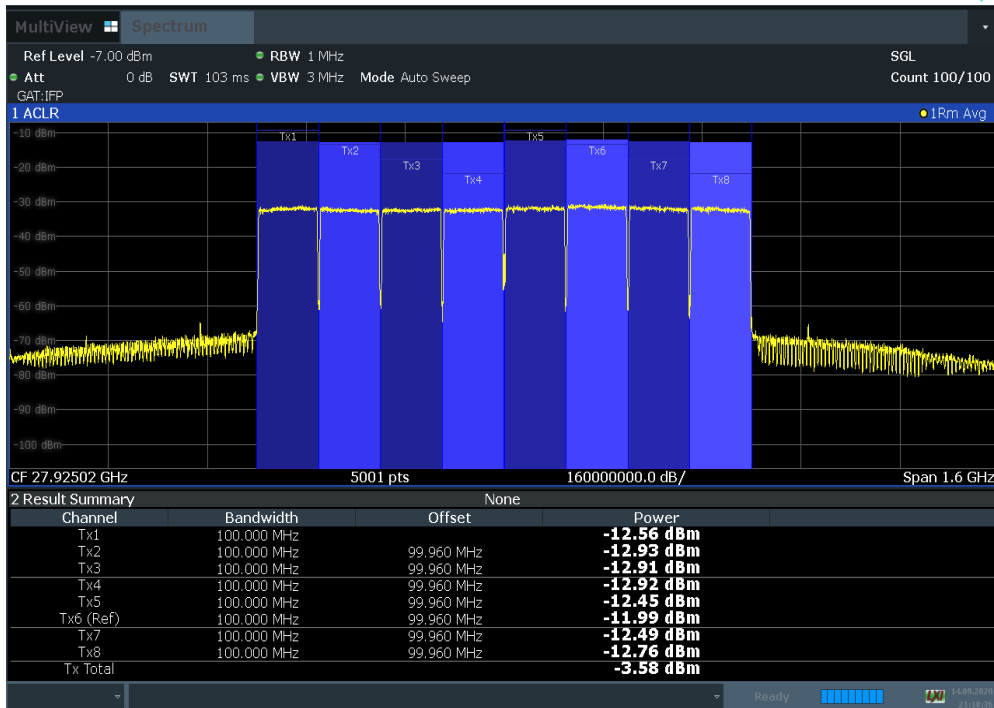 MultiView Spectrum
Ref Level -7.00 dBm RBW 1 MHz SGL
Att 0 dB SWT 103 ms VBW 3 MHz Mode Auto Sweep Count 100/100
GAT:IFP
1 ACLR 1Rm Avg
-10 dBm
Tx1 Tx5
Tx2 Tx6
Tx3 Tx7
-20 dBm
Tx4 Tx8
-30 dBm
-40 dBm
-50 dBm
-60 dBm
-70 dBm
-80 dBm
-90 dBm
-100 dBm
CF 27.92502 GHz 5001 pts 160000000.0 dB/ Span 1.6 GHz
2 Result Summary None
Channel Bandwidth Offset Power
Tx1 100.000 MHz -12.56 dBm
Tx2 100.000 MHz 99.960 MHz -12.93 dBm
Tx3 100.000 MHz 99.960 MHz -12.91 dBm
Tx4 100.000 MHz 99.960 MHz -12.92 dBm
Tx5 100.000 MHz 99.960 MHz -12.45 dBm
Tx6 (Ref) 100.000 MHz 99.960 MHz -11.99 dBm
Tx7 100.000 MHz 99.960 MHz -12.49 dBm
Tx8 100.000 MHz 99.960 MHz -12.76 dBm
Tx Total -3.58 dBm
Ready LXI 14.09.2020
21:18:36